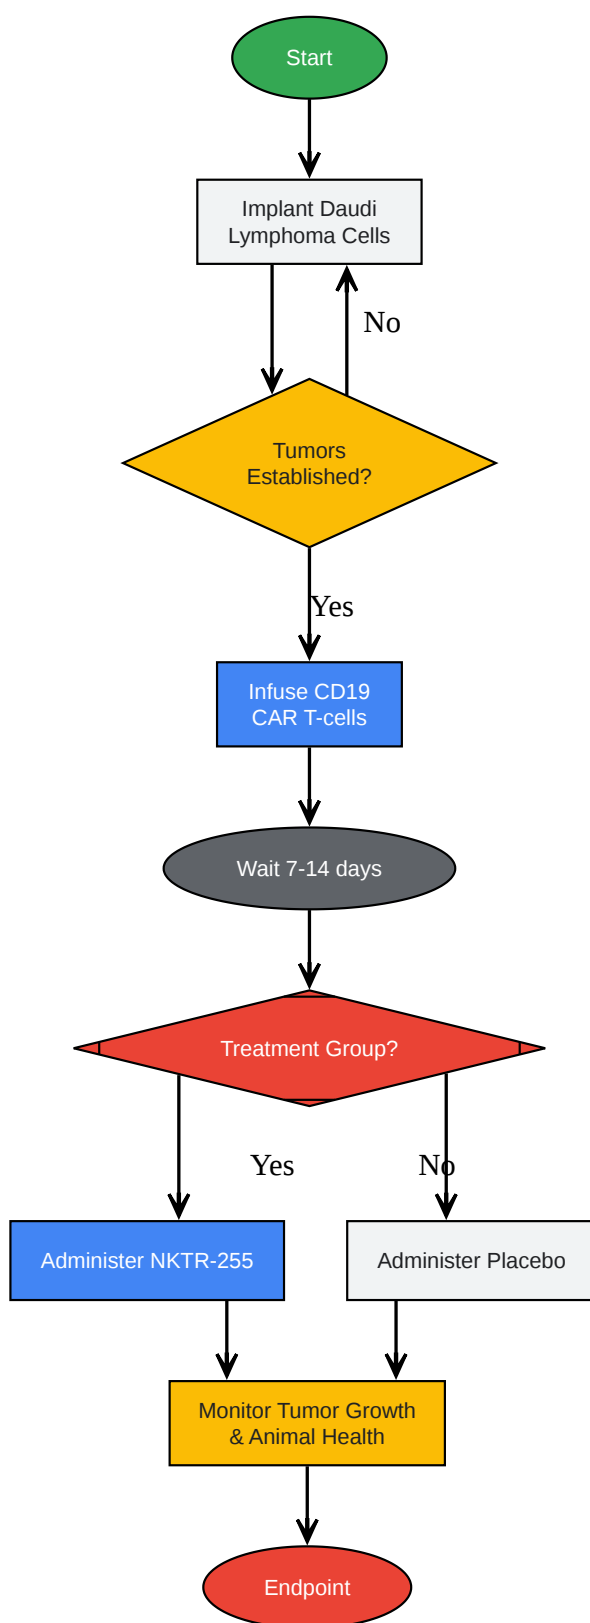 Start
Implant Daudi
Lymphoma Cells
No
Tumors
Established?
Yes
Infuse CD19
CAR T-cells
Wait 7-14 days
Treatment Group?
Yes
No
Administer NKTR-255
Administer Placebo
Monitor Tumor Growth
& Animal Health
Endpoint